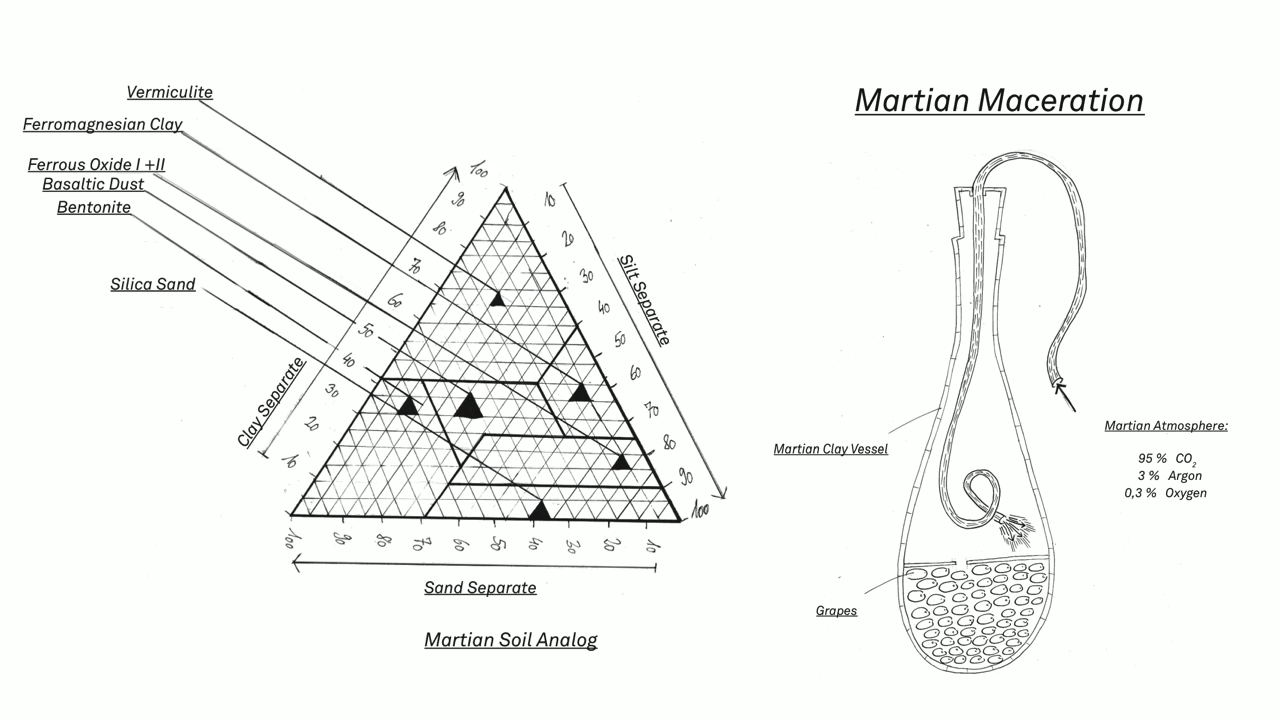 Vermiculite
Ferromagnesian Clay
Ferrous Oxide I +II
Basaltic Dust
Bentonite
Silica Sand
Clay Separate
10
20
30
40
50
60
70
80
90
100
Silt Separate
10
20
30
40
50
60
70
80
90
100
100
90
80
70
60
50
40
30
20
10
Sand Separate
Martian Soil Analog
Martian Maceration
Martian Clay Vessel
Grapes
Martian Atmosphere:
95 % CO₂
3 % Argon
0,3 % Oxygen